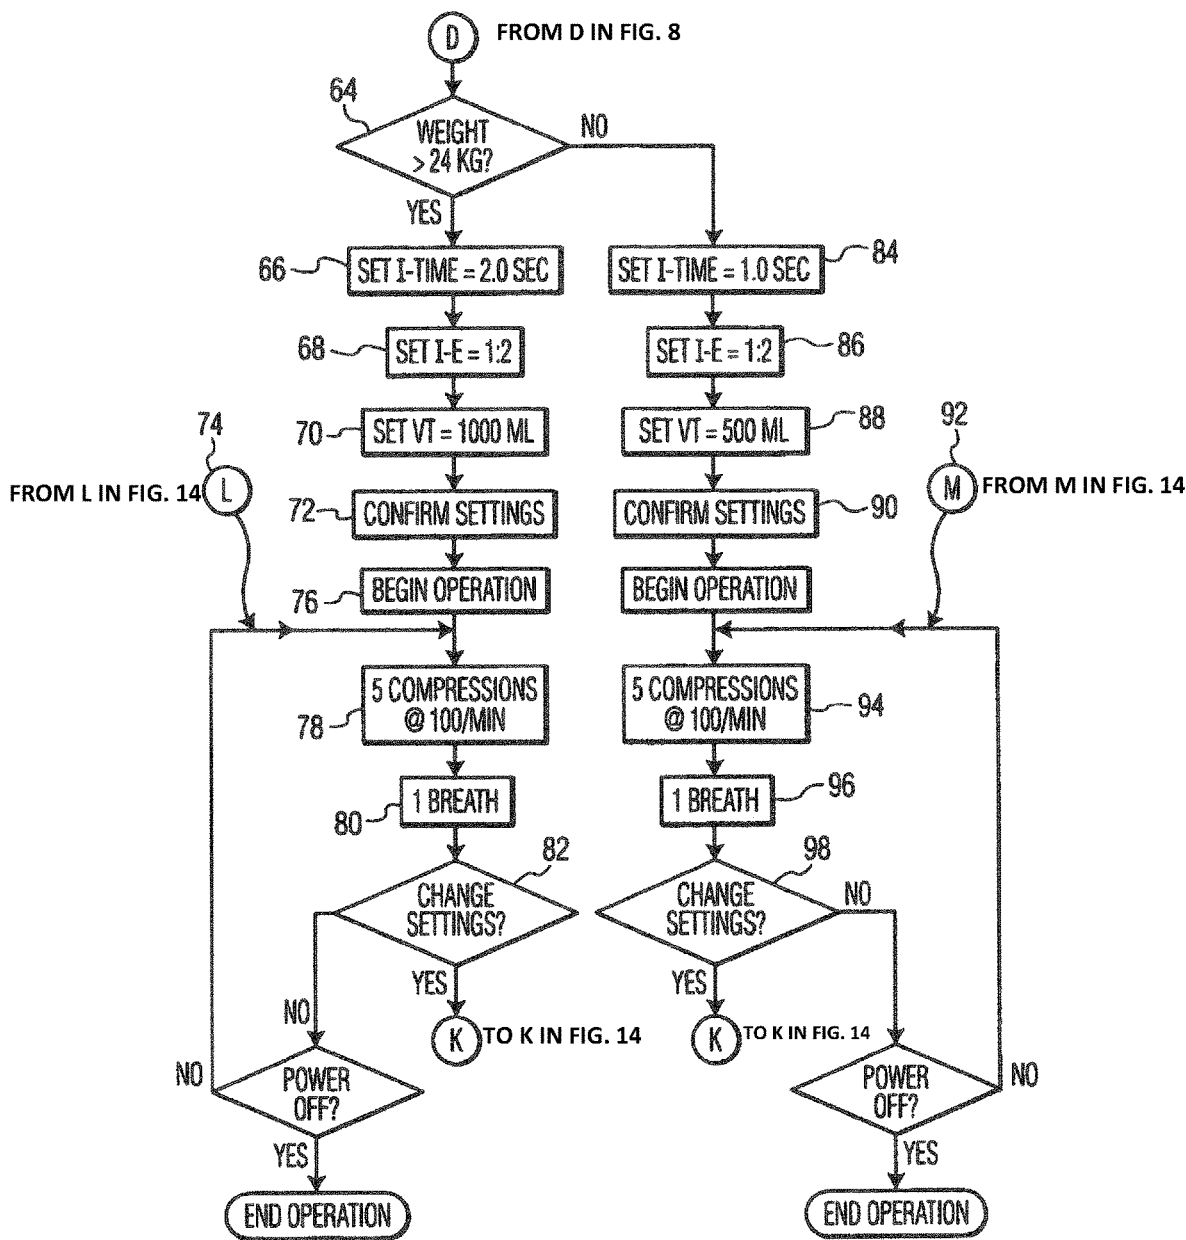 D FROM D IN FIG. 8
64
WEIGHT
> 24 KG?
NO
YES
66 SET I-TIME = 2.0 SEC
SET I-TIME = 1.0 SEC 84
68 SET I-E = 1:2
SET I-E = 1:2 86
70 SET VT = 1000 ML
SET VT = 500 ML 88
74
FROM L IN FIG. 14 L
92
M FROM M IN FIG. 14
72 CONFIRM SETTINGS
CONFIRM SETTINGS 90
76 BEGIN OPERATION
BEGIN OPERATION
78
5 COMPRESSIONS
@ 100/MIN
5 COMPRESSIONS
@ 100/MIN
94
80 1 BREATH
1 BREATH 96
82
CHANGE
SETTINGS?
98
CHANGE
SETTINGS?
NO
YES
NO
YES
K TO K IN FIG. 14
K TO K IN FIG. 14
NO
POWER
OFF?
POWER
OFF?
NO
YES
YES
END OPERATION
END OPERATION